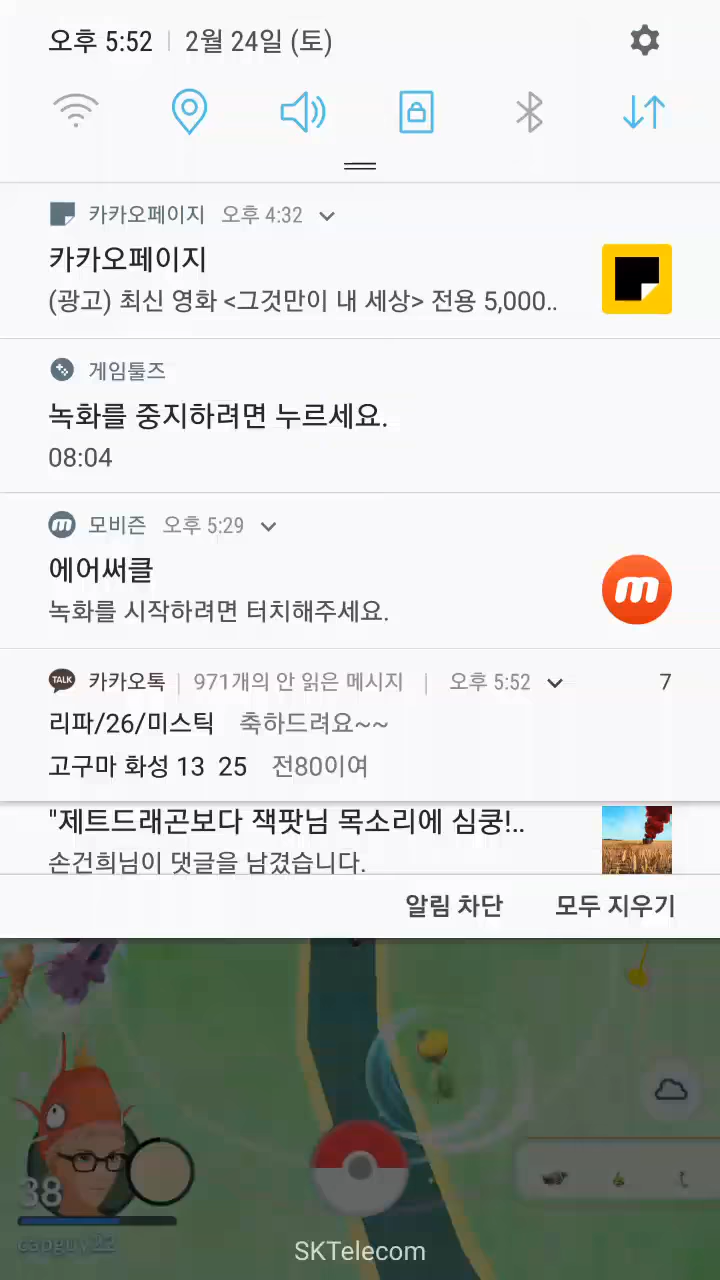 오후 5:52 | 2월 24일 (토)
카카오페이지 오후 4:32
카카오페이지
(광고) 최신 영화 <그것만이 내 세상> 전용 5,000..
게임툴즈
녹화를 중지하려면 누르세요.
08:04
모비즌 오후 5:29
에어써클
녹화를 시작하려면 터치해주세요.
m
TALK 카카오톡 | 971개의 안 읽은 메시지 | 오후 5:52 7
리파/26/미스틱 축하드려요~~
고구마 화성 13 25 전80이여
"제트드래곤보다 잭팟님 목소리에 심쿵!...
손건희님이 댓글을 남겼습니다.
알림 차단 모두 지우기
38
SKTelecom